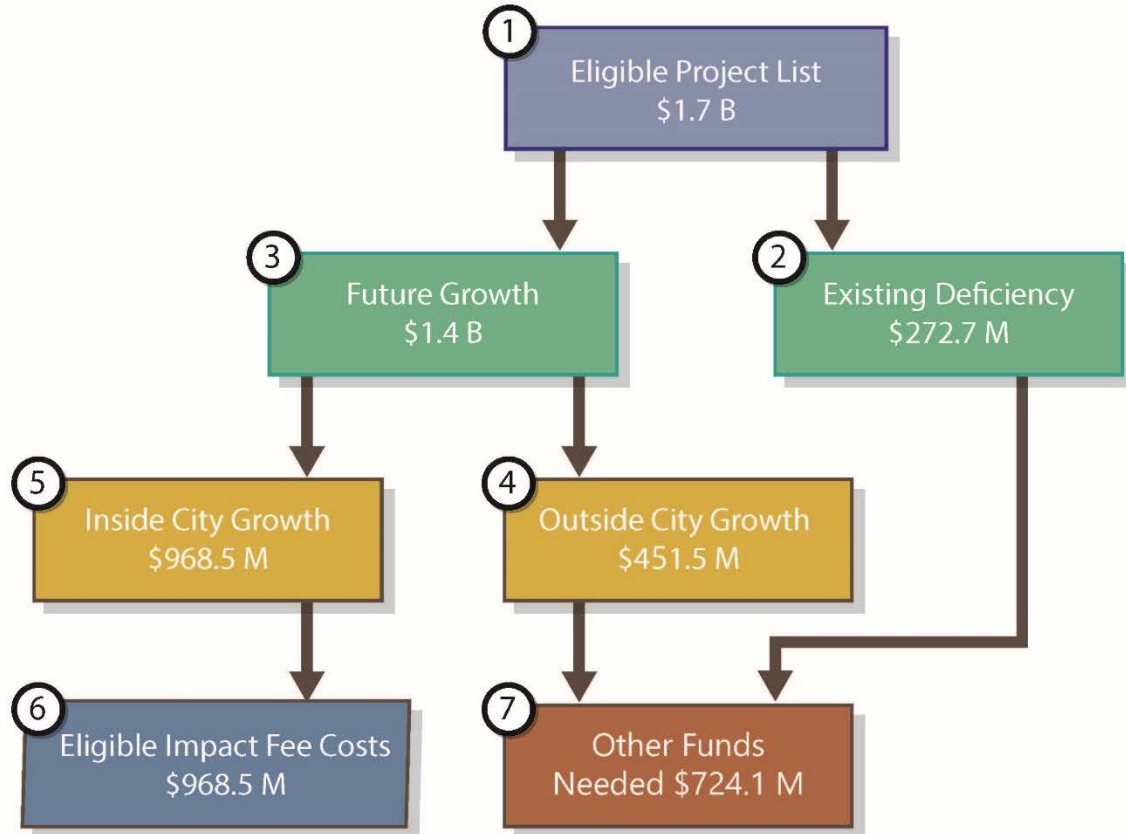 1
Eligible Project List
$1.7 B
3
Future Growth
$1.4 B
2
Existing Deficiency
$272.7 M
5
Inside City Growth
$968.5 M
4
Outside City Growth
$451.5 M
6
Eligible Impact Fee Costs
$968.5 M
7
Other Funds
Needed $724.1 M